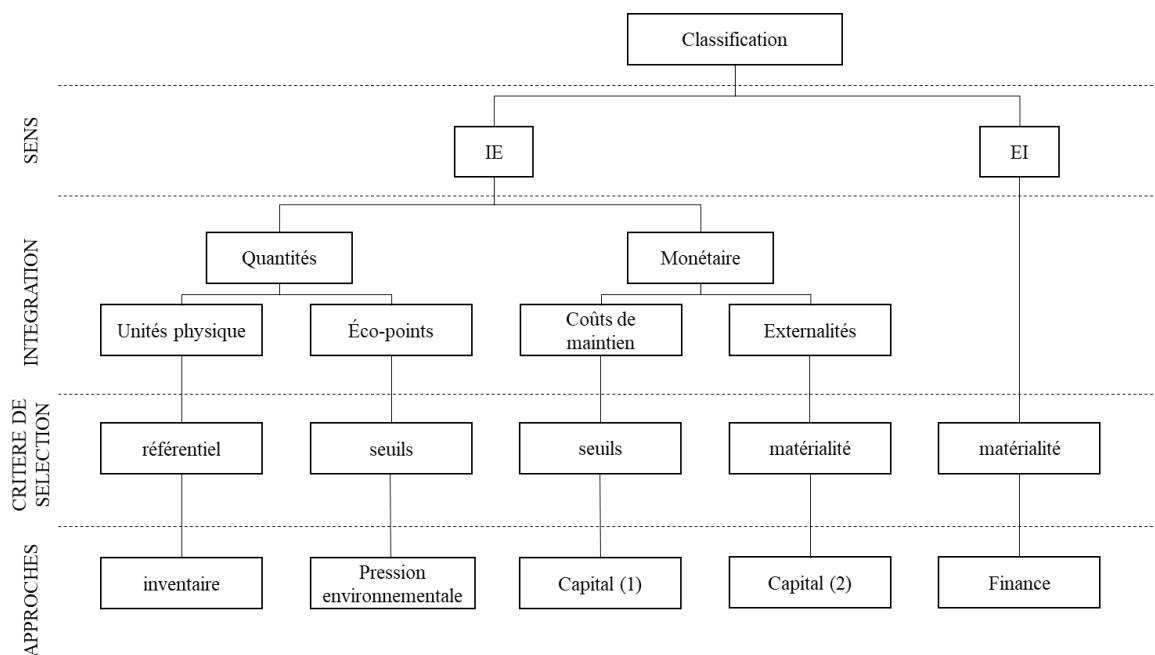 Classification
SENS
IE
EI
INTEGRATION
Quantités
Monétaire
Unités physique
Éco-points
Coûts de
maintien
Externalités
CRITERE DE
SELECTION
référentiel
seuils
seuils
matérialité
matérialité
APPROCHES
inventaire
Pression
environnementale
Capital (1)
Capital (2)
Finance